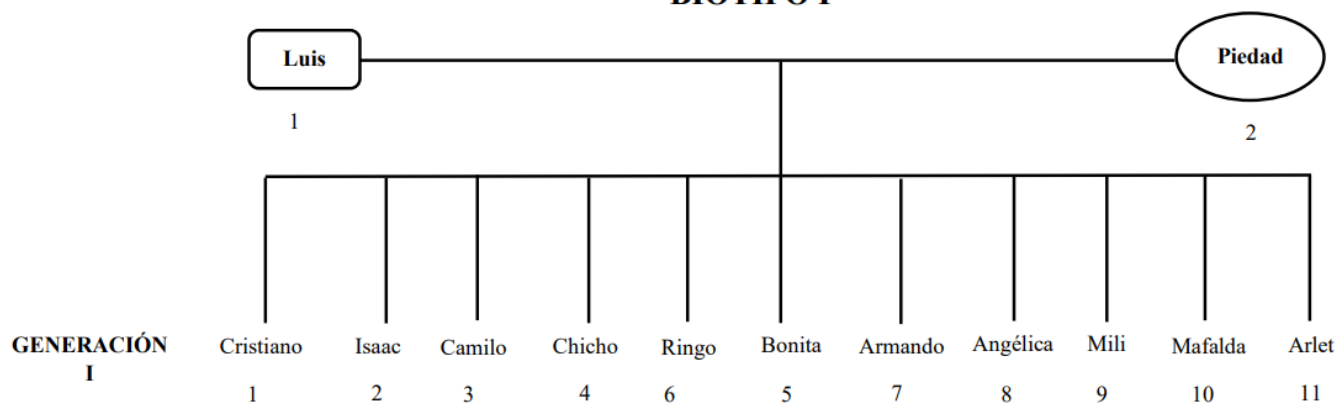 Luis
Piedad
1
2
GENERACIÓN
I
Cristiano Isaac Camilo Chicho Ringo Bonita Armando Angélica Mili Mafalda Arlet
1 2 3 4 6 5 7 8 9 10 11